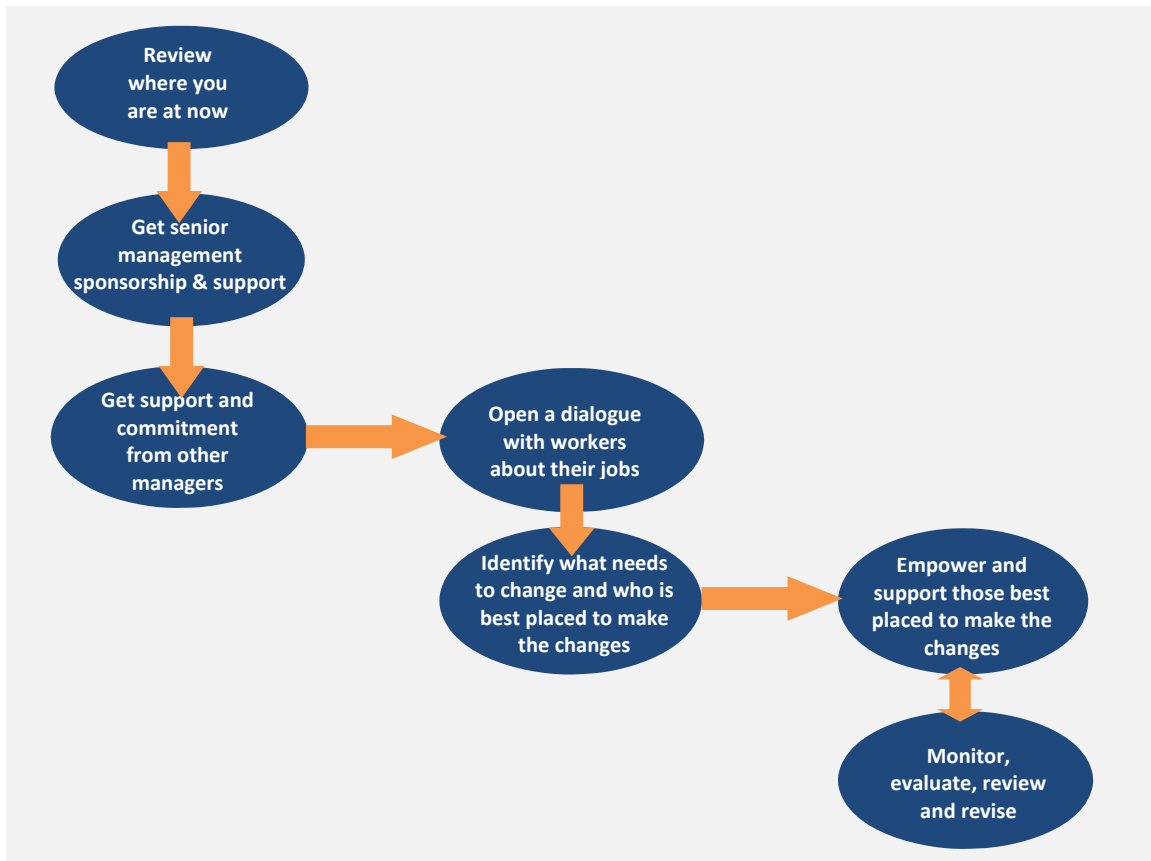 Review
where you
are at now
Get senior
management
sponsorship & support
Get support and
commitment
from other
managers
Open a dialogue
with workers
about their jobs
Identify what needs
to change and who is
best placed to make
the changes
Empower and
support those best
placed to make the
changes
Monitor,
evaluate, review
and revise